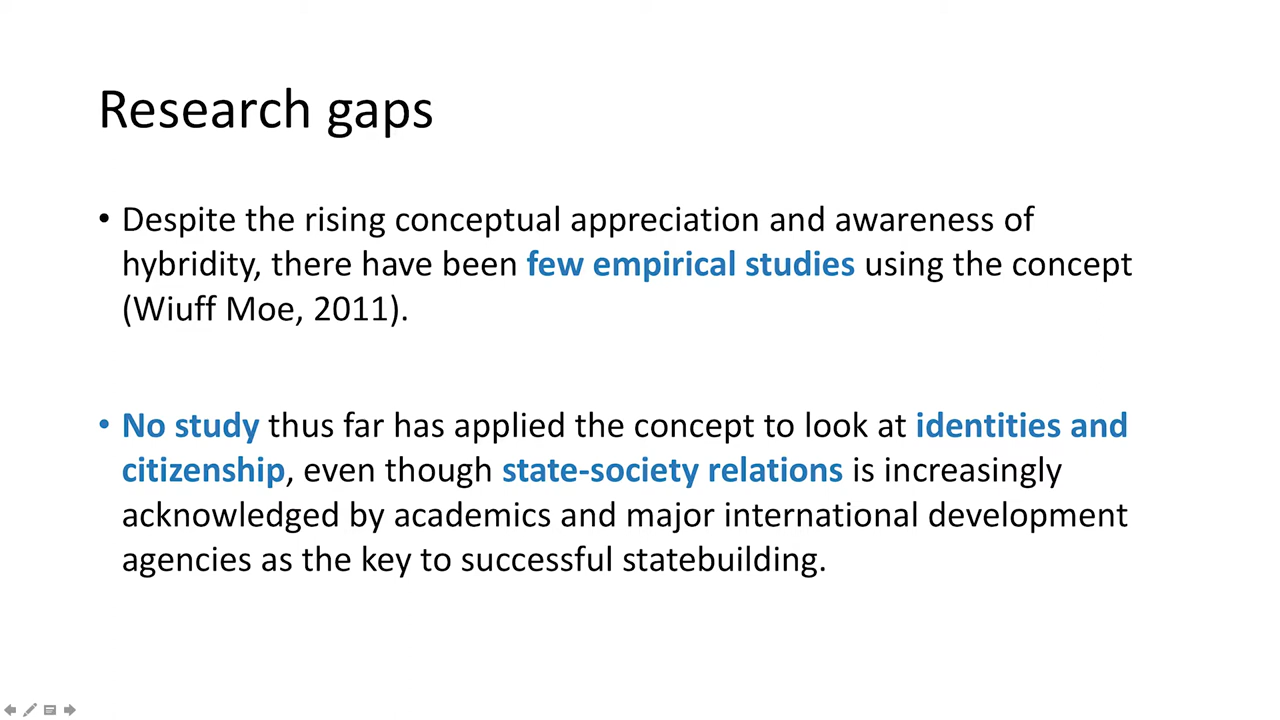 Research gaps
• Despite the rising conceptual appreciation and awareness of
hybridity, there have been few empirical studies using the concept
(Wiuff Moe, 2011).
• No study thus far has applied the concept to look at identities and
citizenship, even though state-society relations is increasingly
acknowledged by academics and major international development
agencies as the key to successful statebuilding.